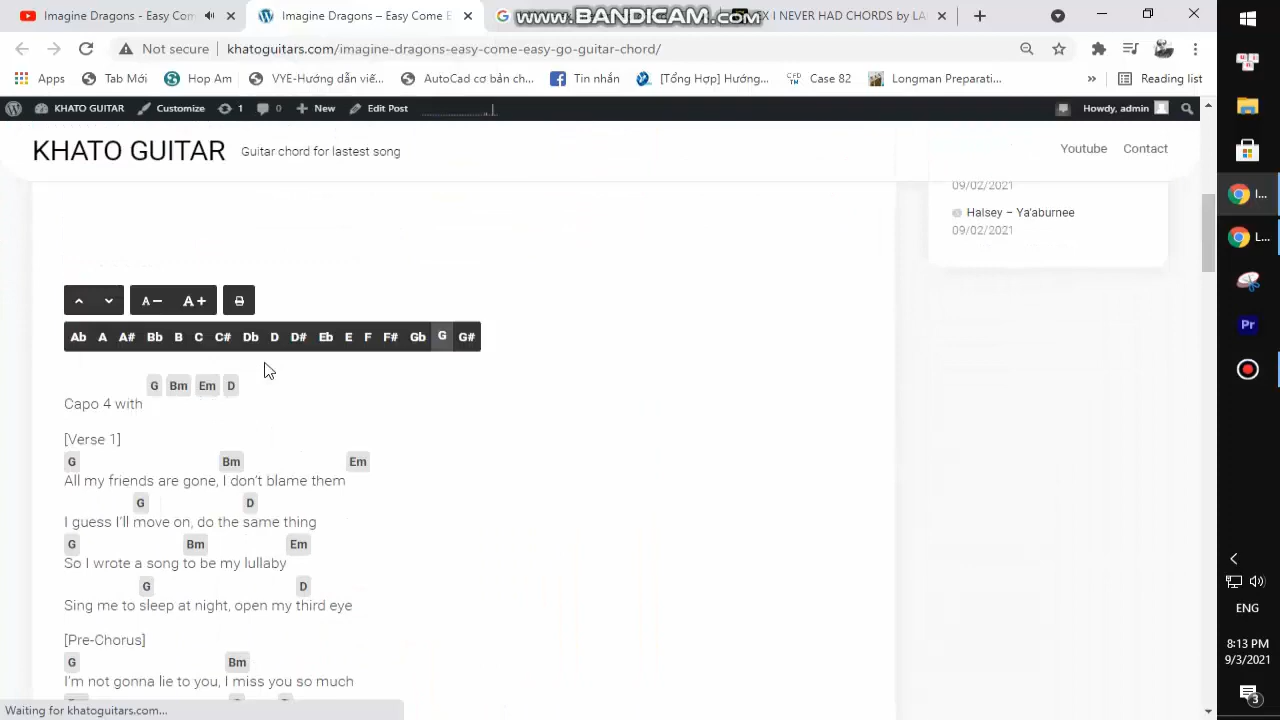 Imagine Dragons - Easy Come
Imagine Dragons – Easy Come E
WWW.BANDICAM.COM
I NEVER HAD CHORDS by LA
Not secure
khatoguitars.com/imagine-dragons-easy-come-easy-go-guitar-chord/
Apps
Tab Mới
Hop Am
VYE-Hướng dẫn viế...
AutoCad cơ bản ch...
Tin nhắn
[Tổng Hợp] Hướng...
Case 82
Longman Preparati...
»
Reading list
KHATO GUITAR
Customize
1
0
New
Edit Post
Howdy, admin
KHATO GUITAR
Guitar chord for lastest song
Youtube
Contact
09/02/2021
Halsey – Ya'aburnee
09/02/2021
A− A+
Ab A A# Bb B C C# Db D D# Eb E F F# Gb G G#
G Bm Em D
Capo 4 with
[Verse 1]
G Bm Em
All my friends are gone, I don't blame them
G D
I guess I'll move on, do the same thing
G Bm Em
So I wrote a song to be my lullaby
G D
Sing me to sleep at night, open my third eye
[Pre-Chorus]
G Bm
I'm not gonna lie to you, I miss you so much
Waiting for khatoguitars.com...
I...
L...
Pr
ENG
8:13 PM
9/3/2021
3